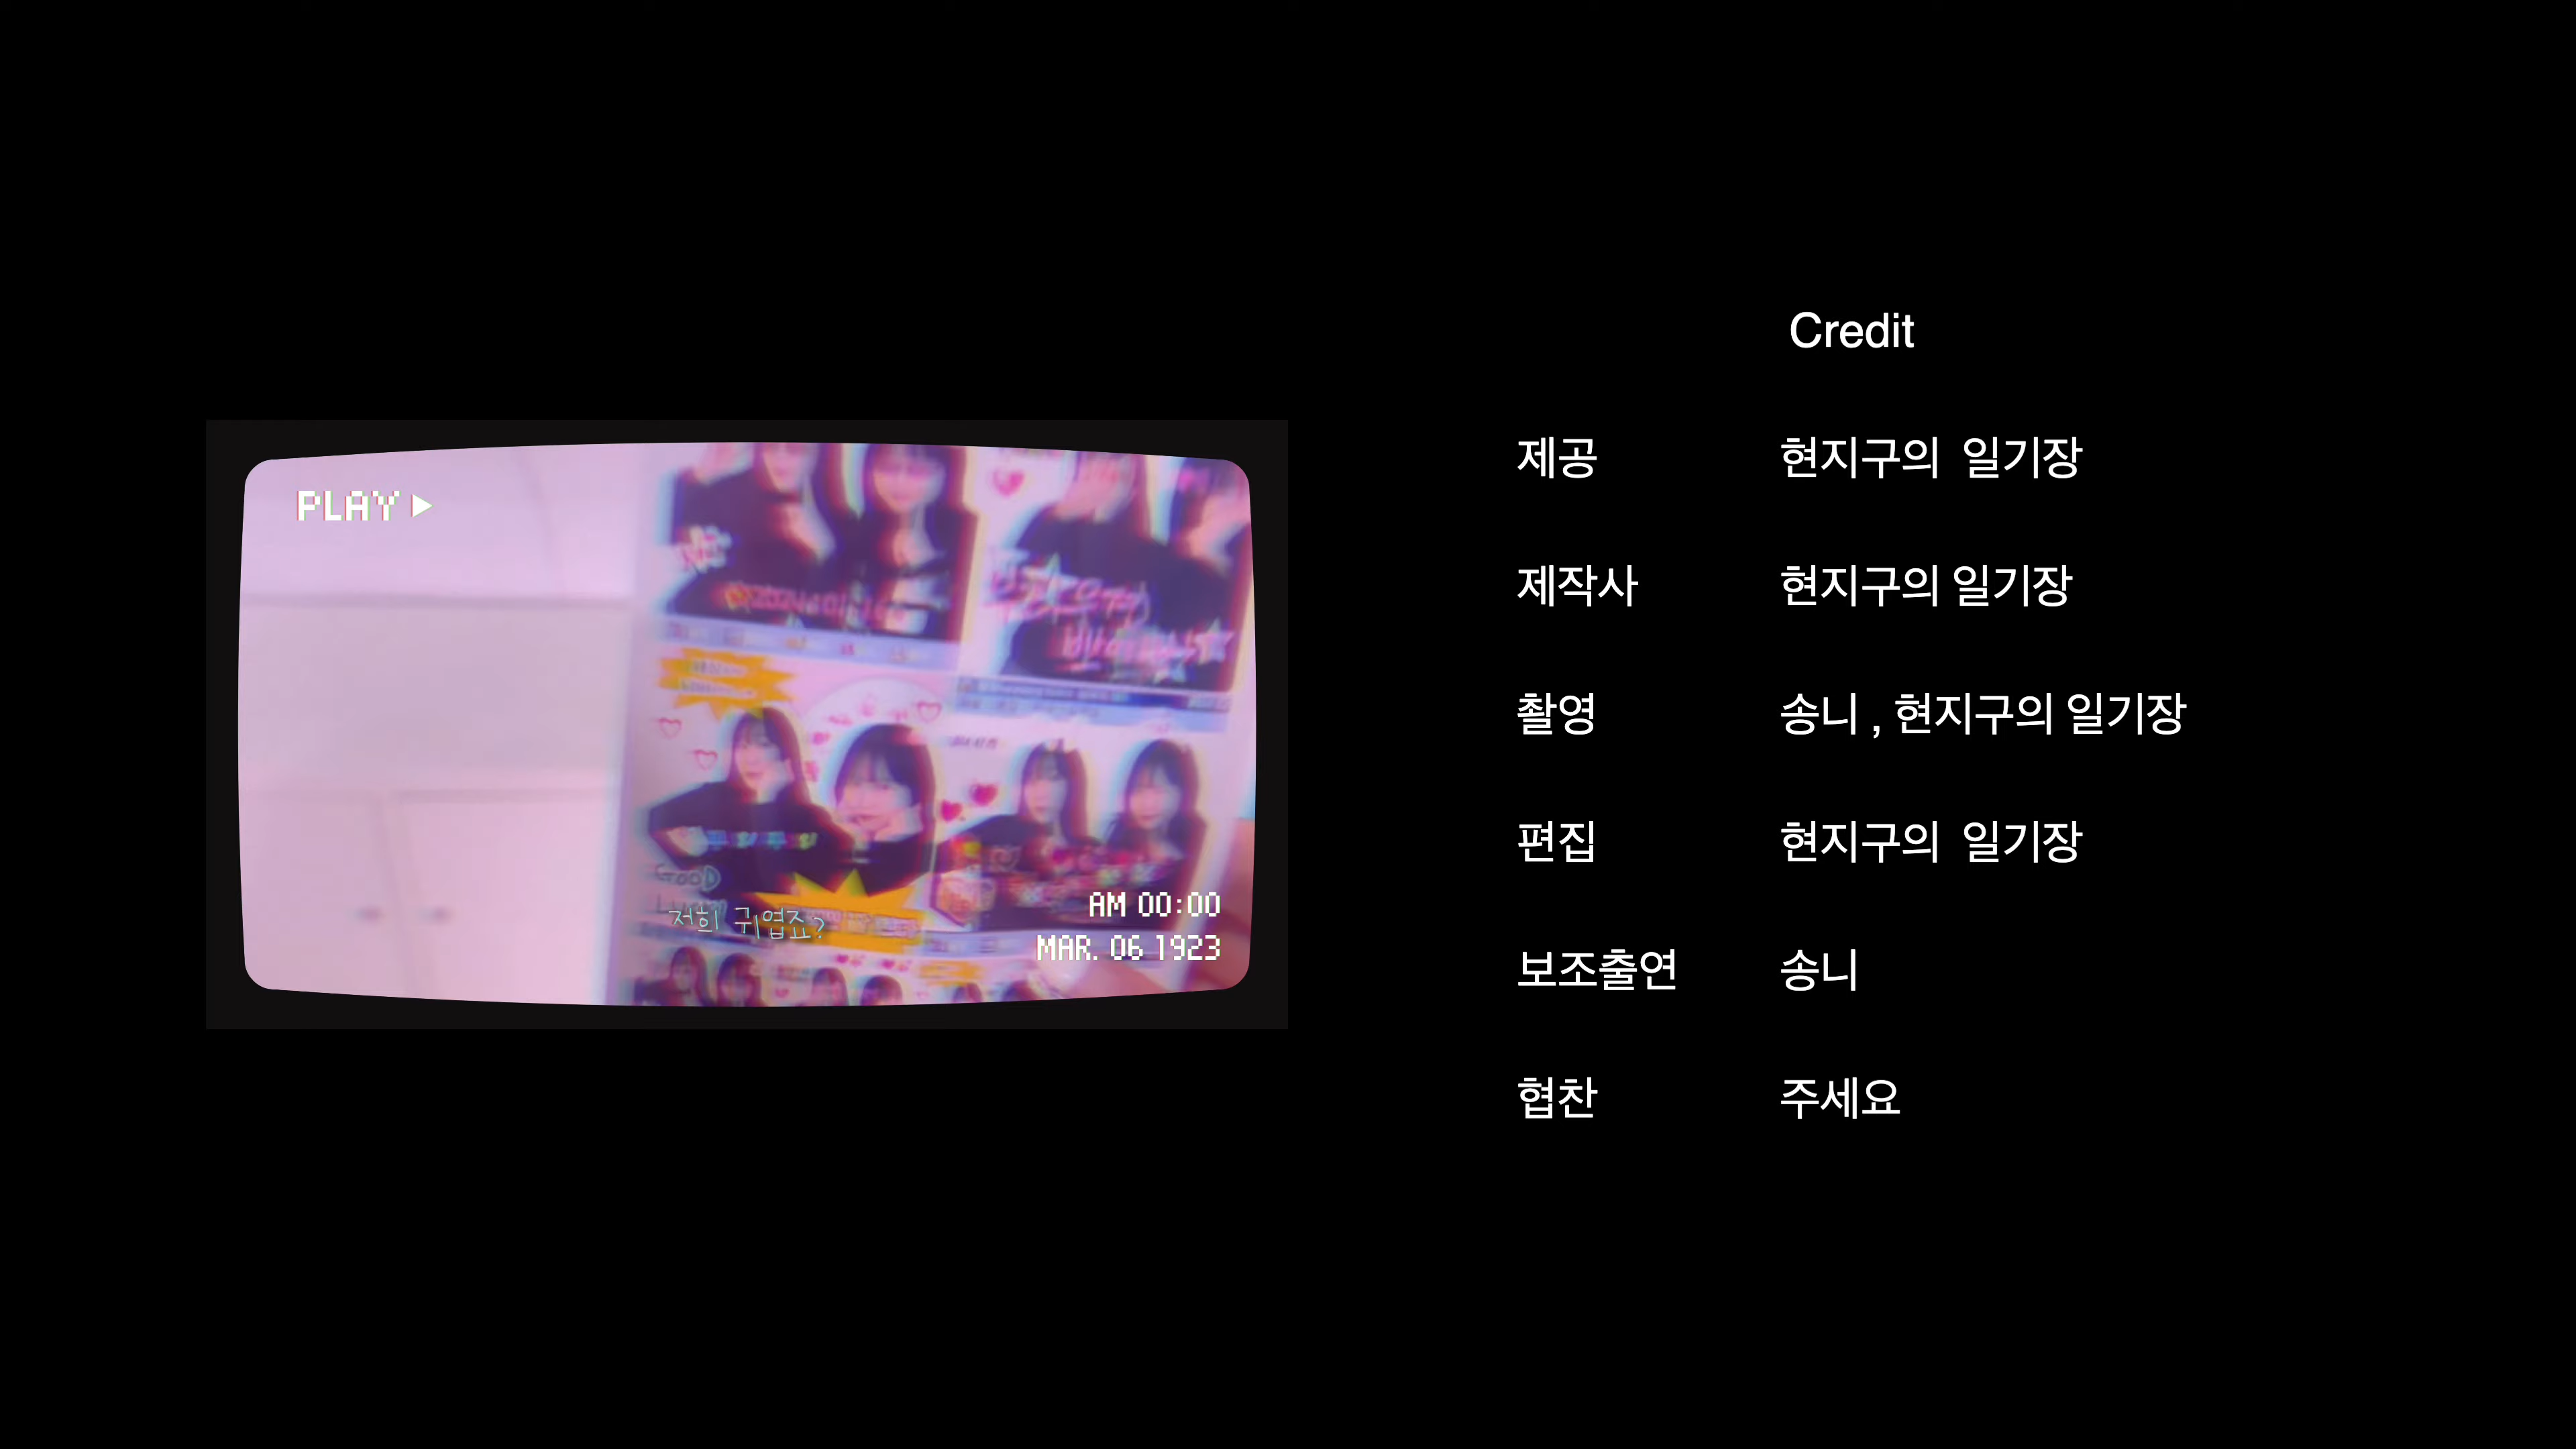 PLAY
GOOD
저희 귀엽죠?
AM 00:00
MAR. 06 1923
Credit
제공 현지구의 일기장
제작사 현지구의 일기장
촬영 송니 , 현지구의 일기장
편집 현지구의 일기장
보조출연 송니
협찬 주세요